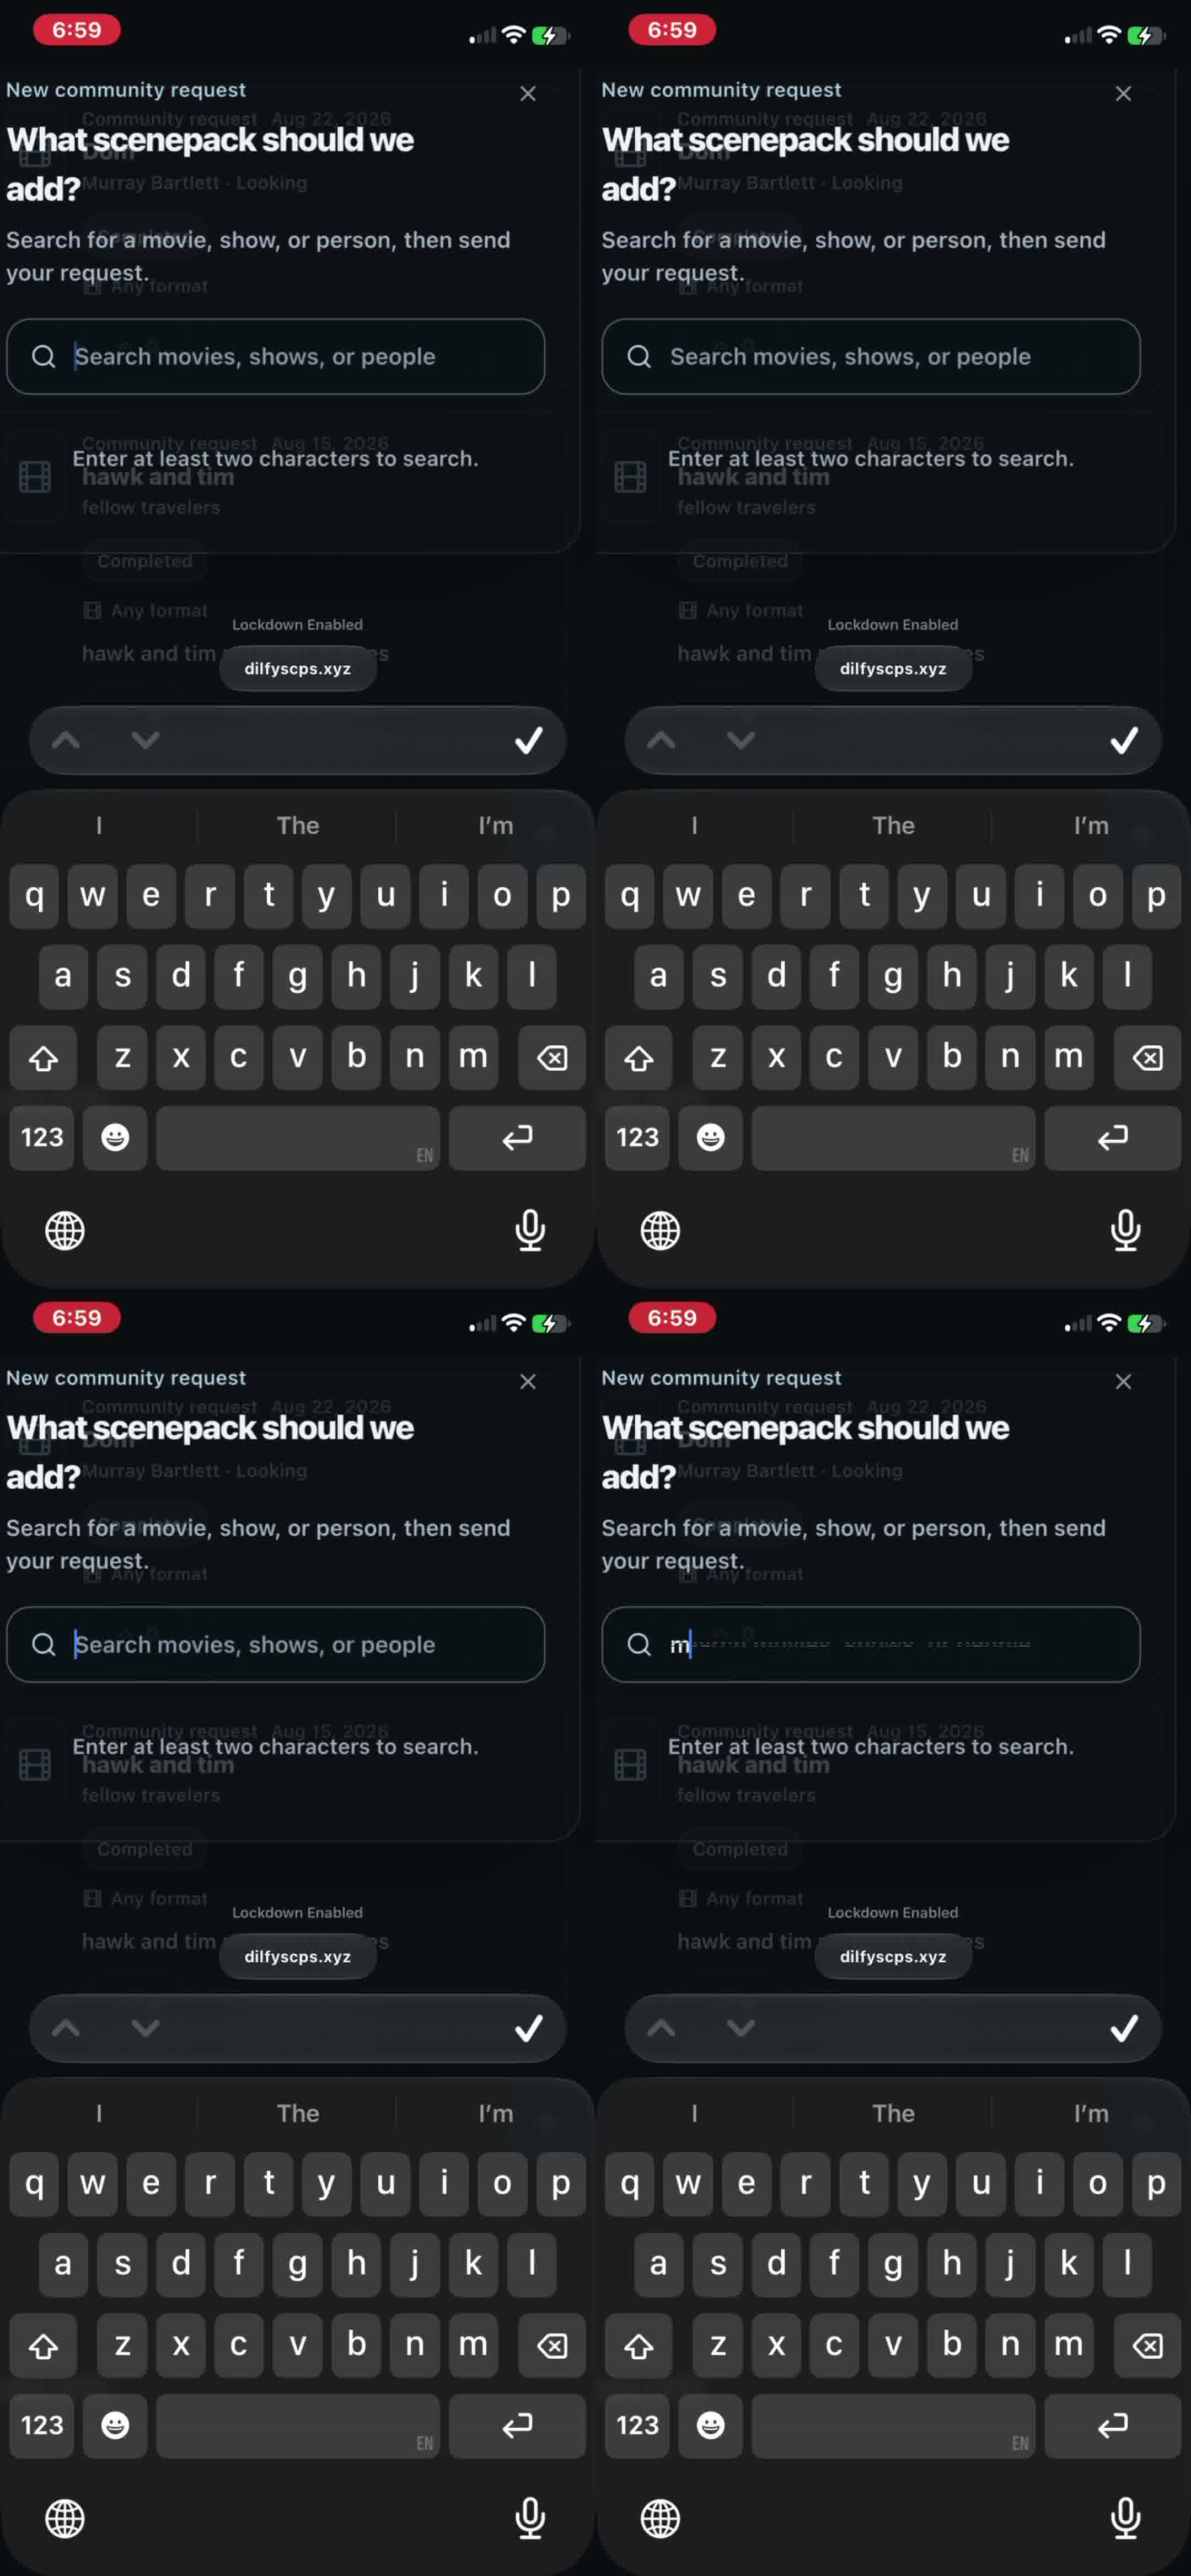 6:59
New community request
Community request Aug 22, 2026
What scenepack should we
Dom
add?
Murray Bartlett · Looking
Search for a movie, show, or person, then send
Completed
your request.
Any format
Search movies, shows, or people
Community request Aug 15, 2026
Enter at least two characters to search.
hawk and tim
fellow travelers
Completed
Any format
Lockdown Enabled
hawk and tim
dilfyscps.xyz
I The I'm
q w e r t y u i o p
a s d f g h j k l
z x c v b n m
123 EN
6:59
New community request
Community request Aug 22, 2026
What scenepack should we
Dom
add?
Murray Bartlett · Looking
Search for a movie, show, or person, then send
Completed
your request.
Any format
Search movies, shows, or people
Community request Aug 15, 2026
Enter at least two characters to search.
hawk and tim
fellow travelers
Completed
Any format
Lockdown Enabled
hawk and tim
dilfyscps.xyz
I The I'm
q w e r t y u i o p
a s d f g h j k l
z x c v b n m
123 EN
6:59
New community request
Community request Aug 22, 2026
What scenepack should we
Dom
add?
Murray Bartlett · Looking
Search for a movie, show, or person, then send
Completed
your request.
Any format
Search movies, shows, or people
Community request Aug 15, 2026
Enter at least two characters to search.
hawk and tim
fellow travelers
Completed
Any format
Lockdown Enabled
hawk and tim
dilfyscps.xyz
I The I'm
q w e r t y u i o p
a s d f g h j k l
z x c v b n m
123 EN
6:59
New community request
Community request Aug 22, 2026
What scenepack should we
Dom
add?
Murray Bartlett · Looking
Search for a movie, show, or person, then send
Completed
your request.
Any format
m
Community request Aug 15, 2026
Enter at least two characters to search.
hawk and tim
fellow travelers
Completed
Any format
Lockdown Enabled
hawk and tim
dilfyscps.xyz
I The I'm
q w e r t y u i o p
a s d f g h j k l
z x c v b n m
123 EN